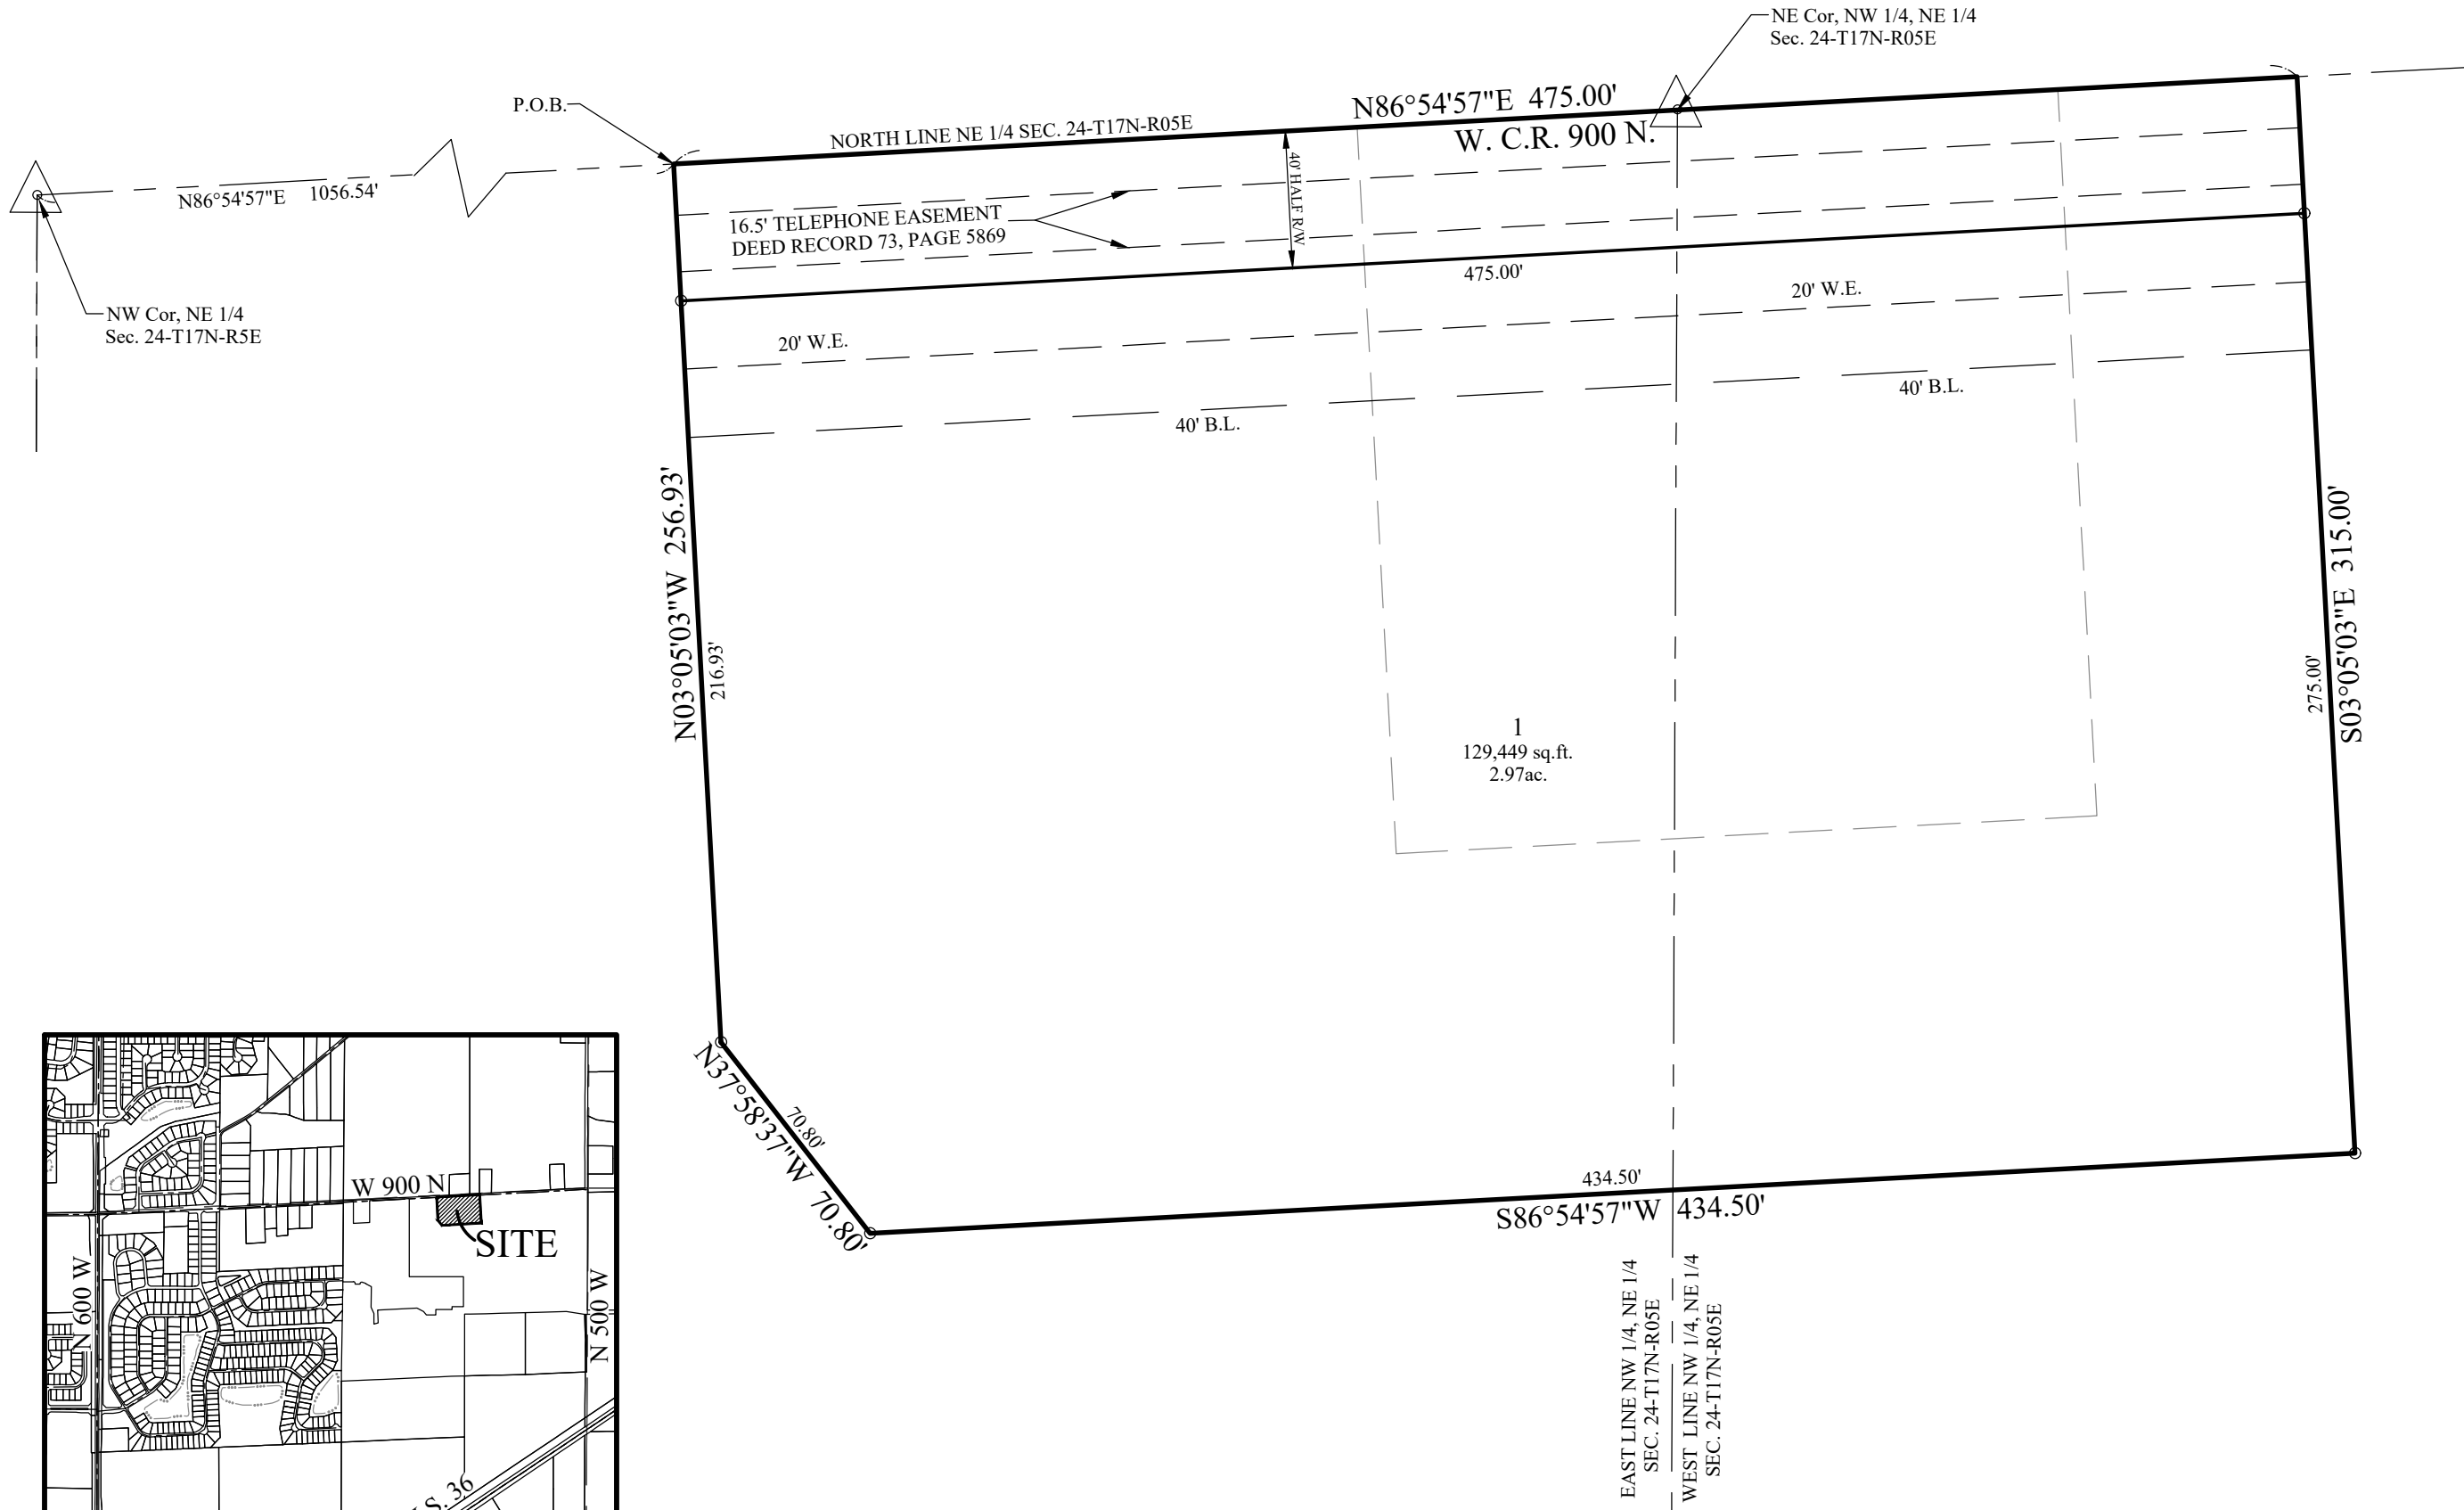 NE Cor, NW 1/4, NE 1/4
Sec. 24-T17N-R05E
P.O.B.
N86°54'57"E 475.00'
NORTH LINE NE 1/4 SEC. 24-T17N-R05E
W. C.R. 900 N.
N86°54'57"E 1056.54'
40' HALF R/W
16.5' TELEPHONE EASEMENT
DEED RECORD 73, PAGE 5869
475.00'
NW Cor, NE 1/4
Sec. 24-T17N-R5E
20' W.E.
20' W.E.
40' B.L.
40' B.L.
N03°05'03"W 256.93'
216.93'
S03°05'03"E 315.00'
275.00'
1
129,449 sq.ft.
2.97ac.
N37°58'37"W 70.80'
70.80'
434.50'
S86°54'57"W 434.50'
W 900 N
SITE
N 600 W
N 500 W
S. 36
EAST LINE NW 1/4, NE 1/4
SEC. 24-T17N-R05E
WEST LINE NW 1/4, NE 1/4
SEC. 24-T17N-R05E